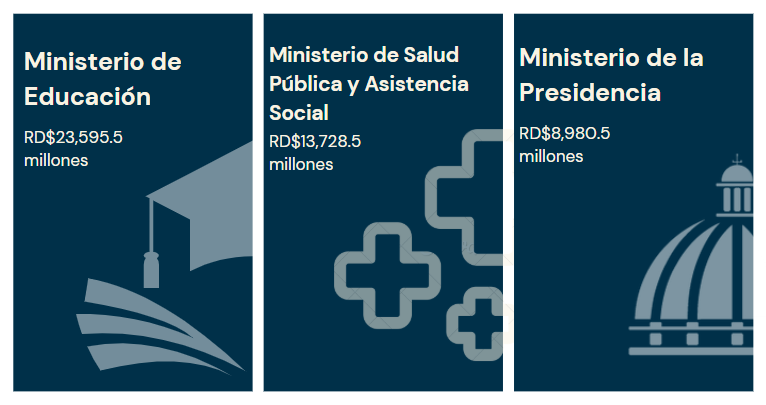 Ministerio de
Educación
RD$23,595.5
millones
Ministerio de Salud
Pública y Asistencia
Social
RD$13,728.5
millones
Ministerio de la
Presidencia
RD$8,980.5
millones